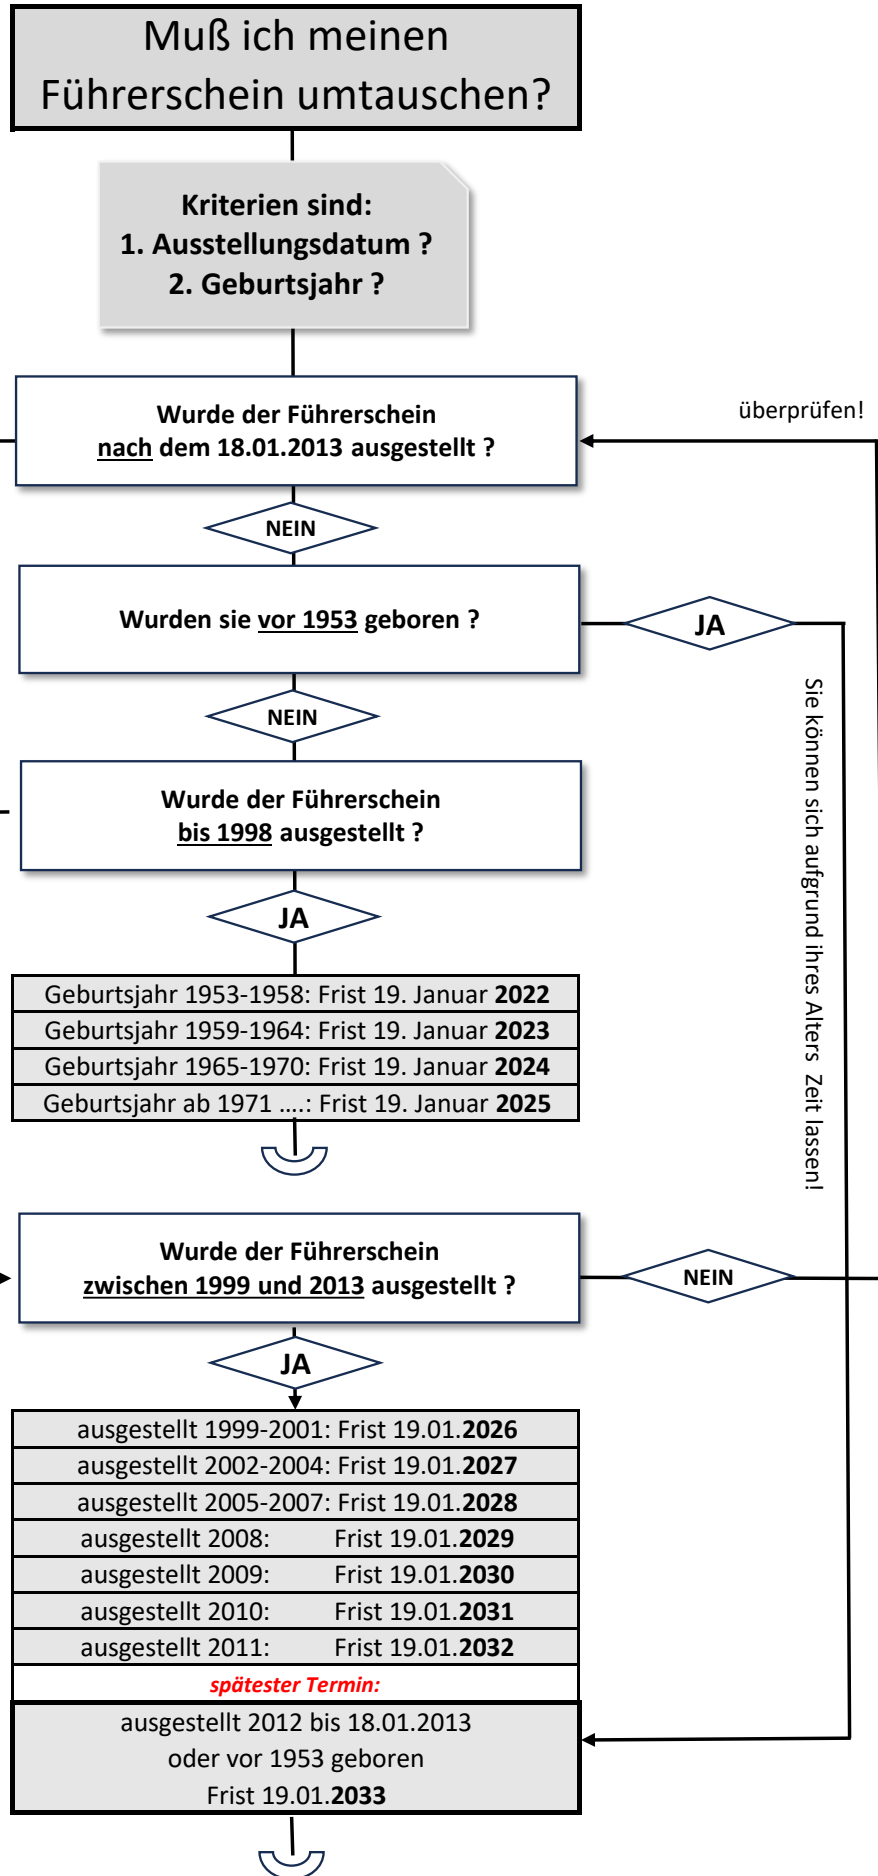 Muß ich meinen
Führerschein umtauschen?
Kriterien sind:
1. Ausstellungsdatum ?
2. Geburtsjahr ?
Wurde der Führerschein
nach dem 18.01.2013 ausgestellt ?
überprüfen!
NEIN
Wurden sie vor 1953 geboren ?
JA
Sie können sich aufgrund ihres Alters Zeit lassen!
NEIN
Wurde der Führerschein
bis 1998 ausgestellt ?
JA
Geburtsjahr 1953-1958: Frist 19. Januar 2022
Geburtsjahr 1959-1964: Frist 19. Januar 2023
Geburtsjahr 1965-1970: Frist 19. Januar 2024
Geburtsjahr ab 1971 ....: Frist 19. Januar 2025
Wurde der Führerschein
zwischen 1999 und 2013 ausgestellt ?
NEIN
JA
ausgestellt 1999-2001: Frist 19.01.2026
ausgestellt 2002-2004: Frist 19.01.2027
ausgestellt 2005-2007: Frist 19.01.2028
ausgestellt 2008: Frist 19.01.2029
ausgestellt 2009: Frist 19.01.2030
ausgestellt 2010: Frist 19.01.2031
ausgestellt 2011: Frist 19.01.2032
spätester Termin:
ausgestellt 2012 bis 18.01.2013
oder vor 1953 geboren
Frist 19.01.2033